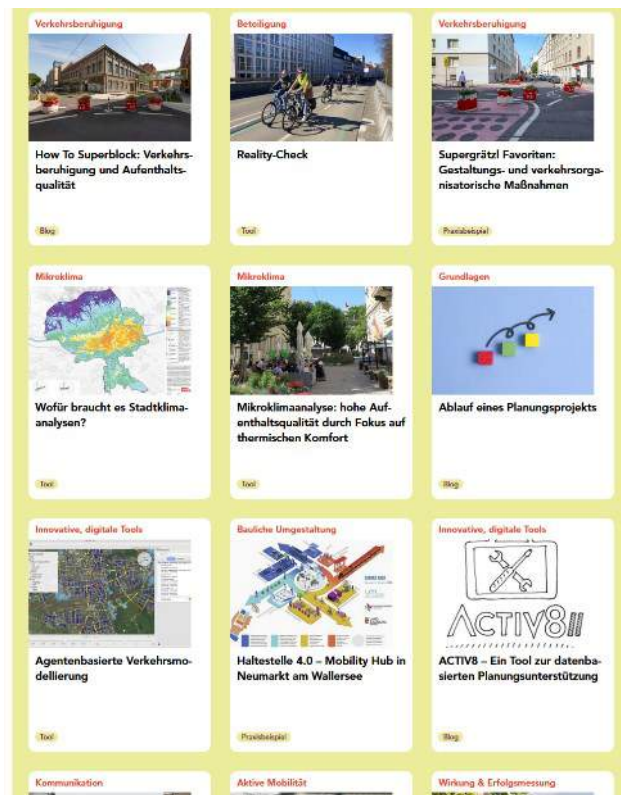 Verkehrsberuhigung
How To Superblock: Verkehrs-
beruhigung und Aufenthalts-
qualität
Blog
Beteiligung
Reality-Check
Tool
Verkehrsberuhigung
Supergrätzl Favoriten:
Gestaltungs- und verkehrsorga-
nisatorische Maßnahmen
Praxisbeispiel
Mikroklima
Wofür braucht es Stadtklima-
analysen?
Tool
Mikroklima
Mikroklimaanalyse: hohe Auf-
enthaltsqualität durch Fokus auf
thermischen Komfort
Tool
Grundlagen
Ablauf eines Planungsprojekts
Blog
Innovative, digitale Tools
Agentenbasierte Verkehrsmo-
dellierung
Tool
Bauliche Umgestaltung
Haltestelle 4.0 – Mobility Hub in
Neumarkt am Wallersee
Praxisbeispiel
Innovative, digitale Tools
ACTIV8
ACTIV8 – Ein Tool zur datenba-
sierten Planungsunterstützung
Blog
Kommunikation
Aktive Mobilität
Wirkung & Erfolgsmessung